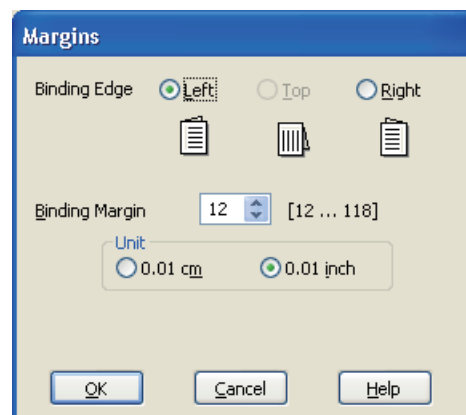 Margins
Binding Edge Left Top Right
Binding Margin 12 [12 ... 118]
Unit
0.01 cm 0.01 inch
OK Cancel Help